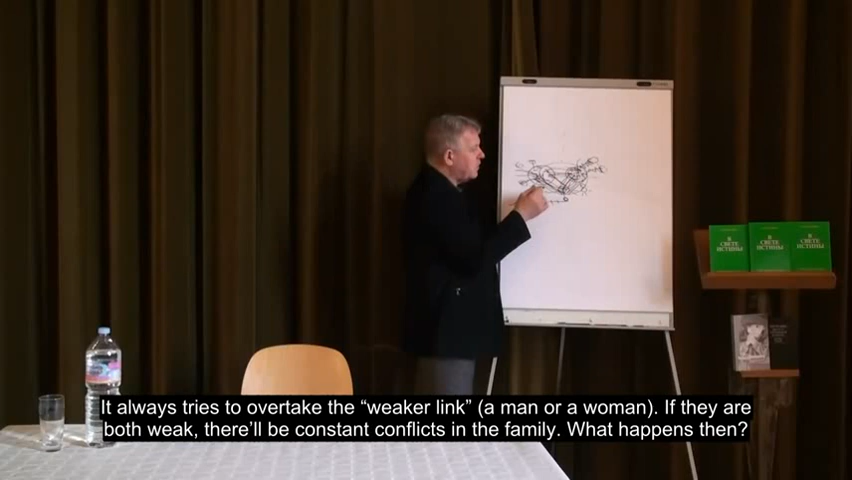 В
СВЕТЕ
ИСТИНЫ
В
СВЕТЕ
ИСТИНЫ
В
СВЕТЕ
ИСТИНЫ
It always tries to overtake the “weaker link” (a man or a woman). If they are
both weak, there’ll be constant conflicts in the family. What happens then?